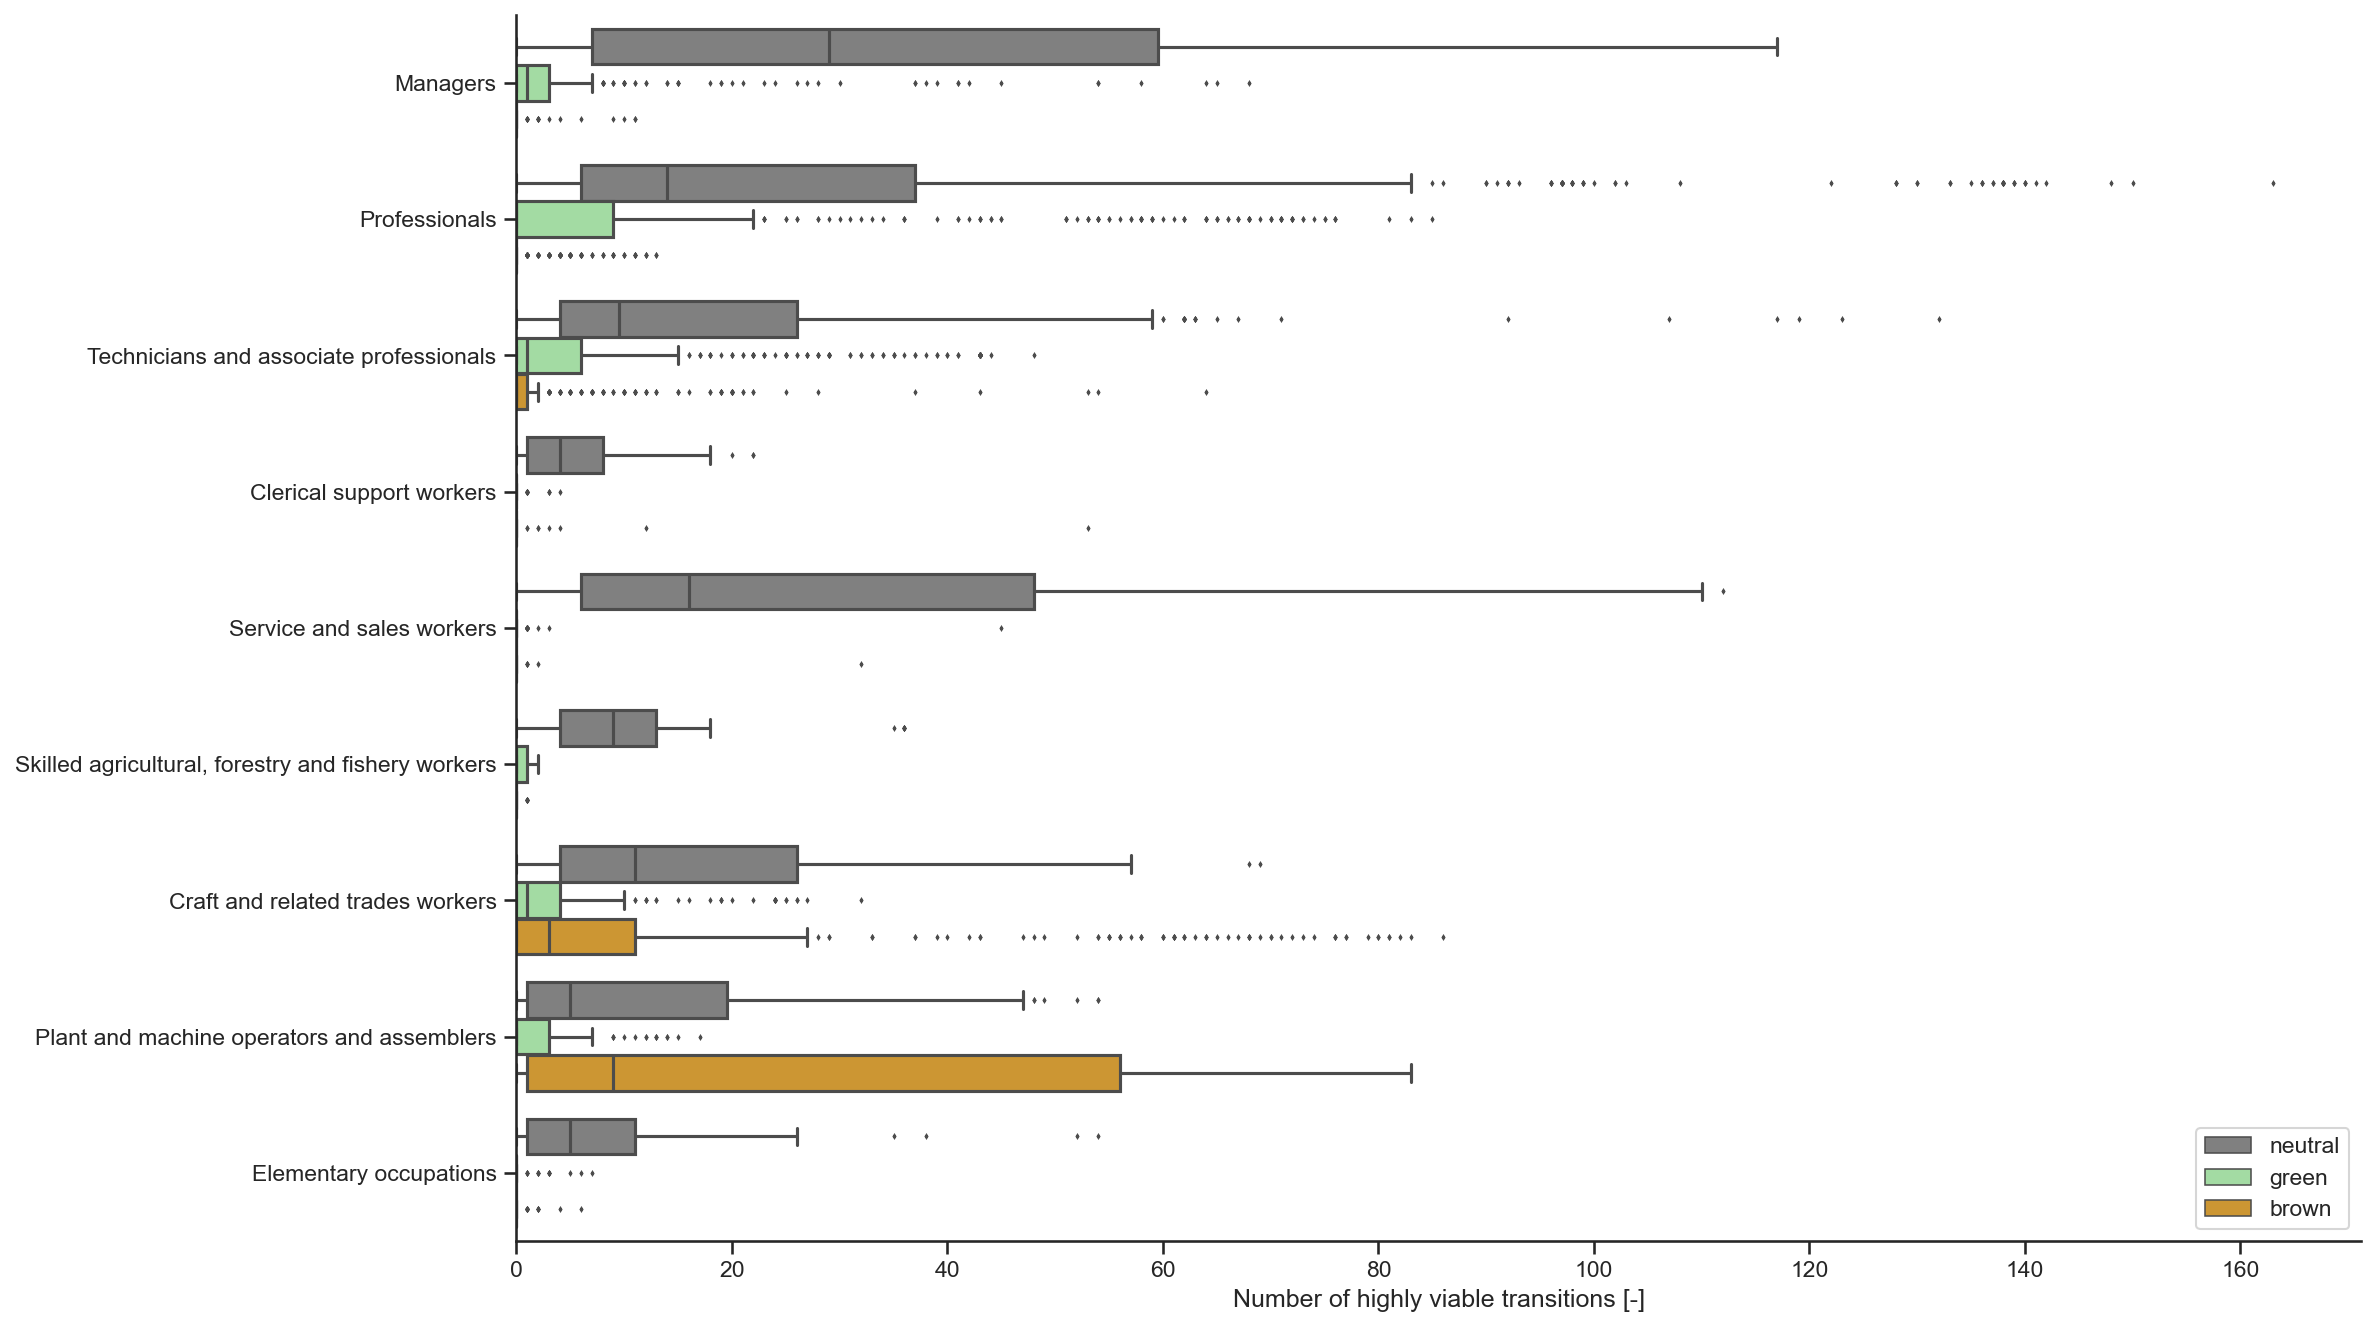 Managers
Professionals
Technicians and associate professionals
Clerical support workers
Service and sales workers
Skilled agricultural, forestry and fishery workers
Craft and related trades workers
Plant and machine operators and assemblers
Elementary occupations
neutral
green
brown
0 20 40 60 80 100 120 140 160
Number of highly viable transitions [-]